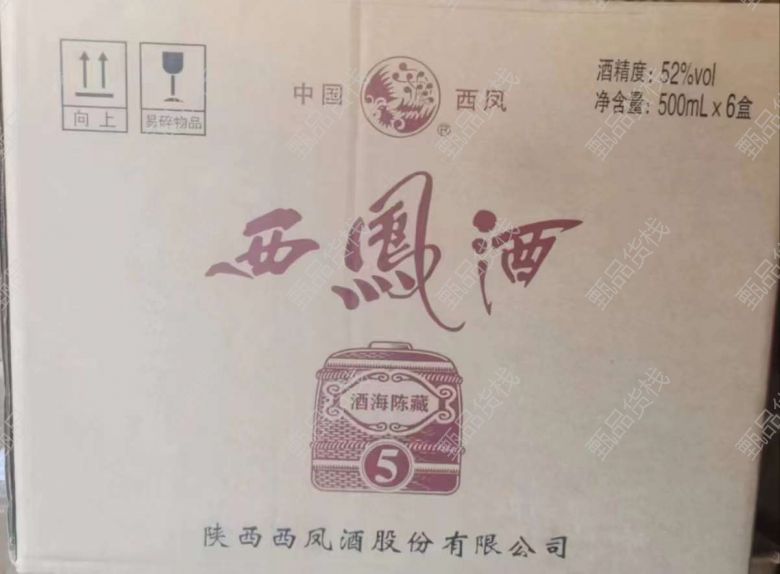 向上
易碎物品
中国
®
西凤
酒精度：52%vol
净含量：500mL×6盒
西鳳酒
酒海陈藏
5
陕西西凤酒股份有限公司
甄品货栈